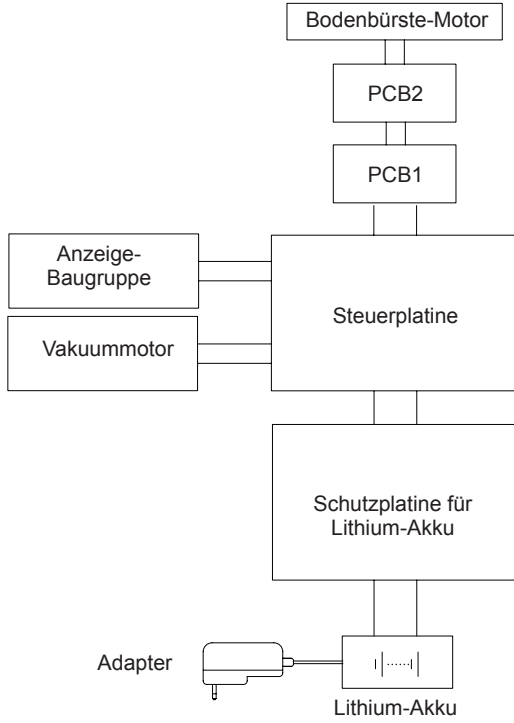 Bodenbürste-Motor
PCB2
PCB1
Anzeige-
Baugruppe
Steuerplatine
Vakuummotor
Schutzplatine für
Lithium-Akku
Adapter
Lithium-Akku